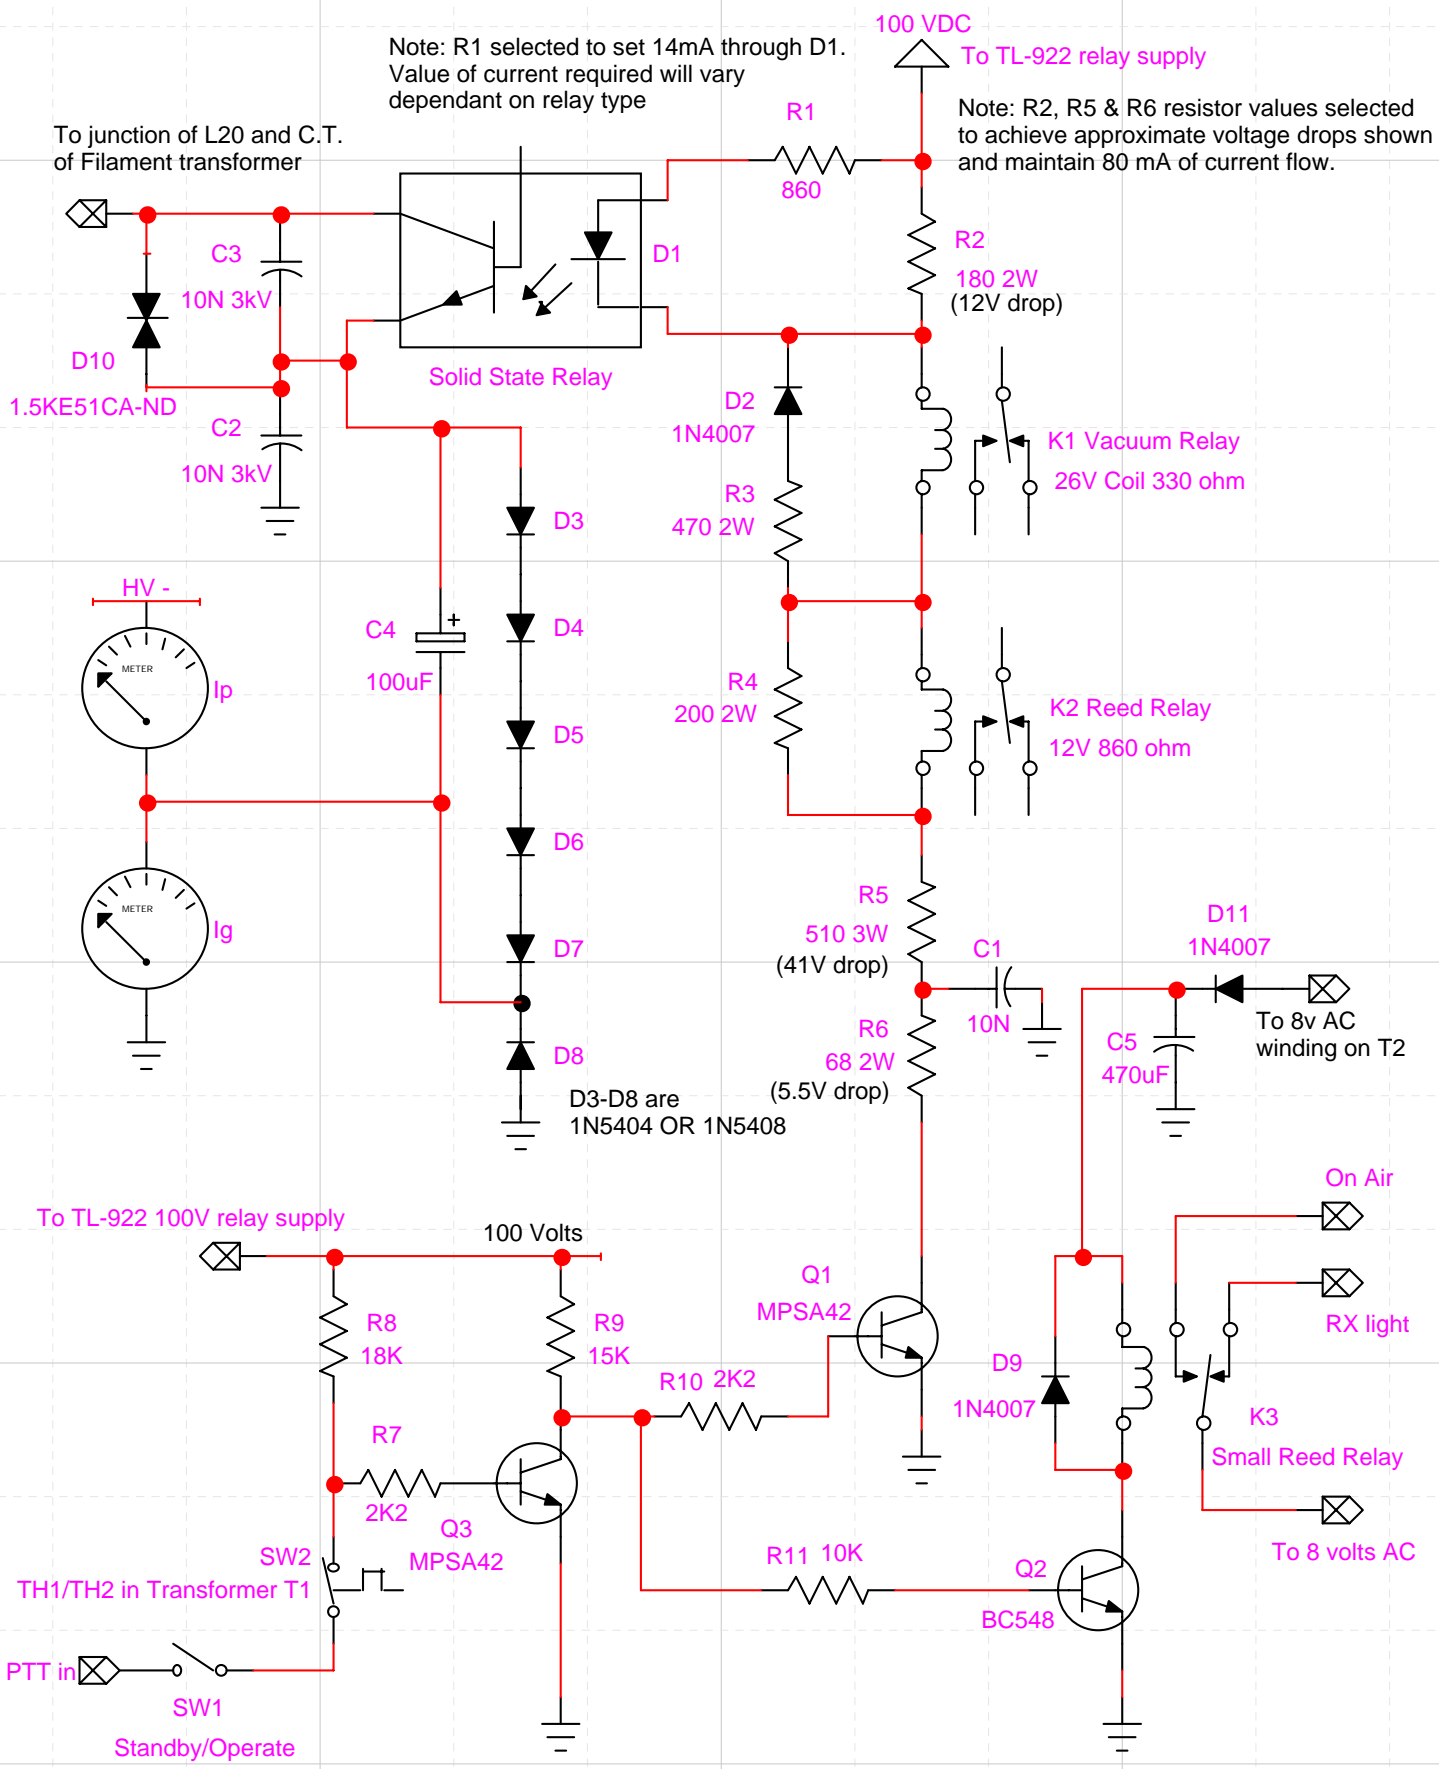 100 VDC
To TL-922 relay supply
Note: R1 selected to set 14mA through D1.
Value of current required will vary
dependant on relay type
Note: R2, R5 & R6 resistor values selected
to achieve approximate voltage drops shown
and maintain 80 mA of current flow.
To junction of L20 and C.T.
of Filament transformer
R1
860
C3
10N 3kV
D1
R2
180 2W
(12V drop)
D10
1.5KE51CA-ND
Solid State Relay
C2
10N 3kV
D2
1N4007
K1 Vacuum Relay
26V Coil 330 ohm
R3
470 2W
D3
HV -
METER
Ip
C4
+
100uF
D4
R4
200 2W
K2 Reed Relay
12V 860 ohm
D5
D6
METER
Ig
D7
R5
510 3W
(41V drop)
C1
10N
D11
1N4007
To 8v AC
winding on T2
D8
R6
68 2W
(5.5V drop)
C5
470uF
D3-D8 are
1N5404 OR 1N5408
On Air
To TL-922 100V relay supply
100 Volts
Q1
MPSA42
RX light
R8
18K
R9
15K
R10 2K2
D9
1N4007
K3
Small Reed Relay
R7
2K2
Q3
MPSA42
SW2
TH1/TH2 in Transformer T1
R11 10K
Q2
BC548
To 8 volts AC
PTT in
SW1
Standby/Operate